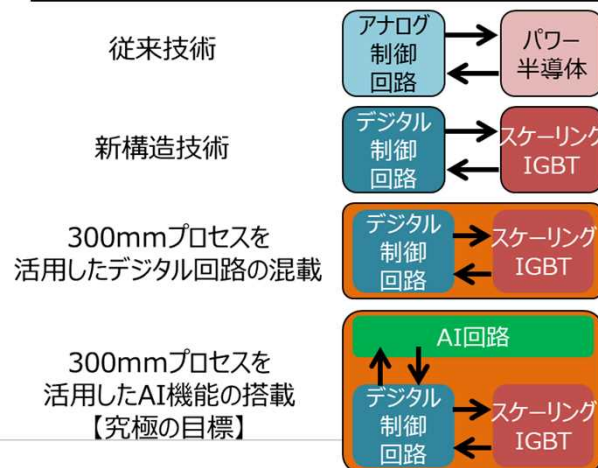 従来技術
アナログ
制御
回路
パワー
半導体
新構造技術
デジタル
制御
回路
スケーリング
IGBT
300mmプロセスを
活用したデジタル回路の混載
デジタル
制御
回路
スケーリング
IGBT
300mmプロセスを
活用したAI機能の搭載
【究極の目標】
AI回路
デジタル
制御
回路
スケーリング
IGBT